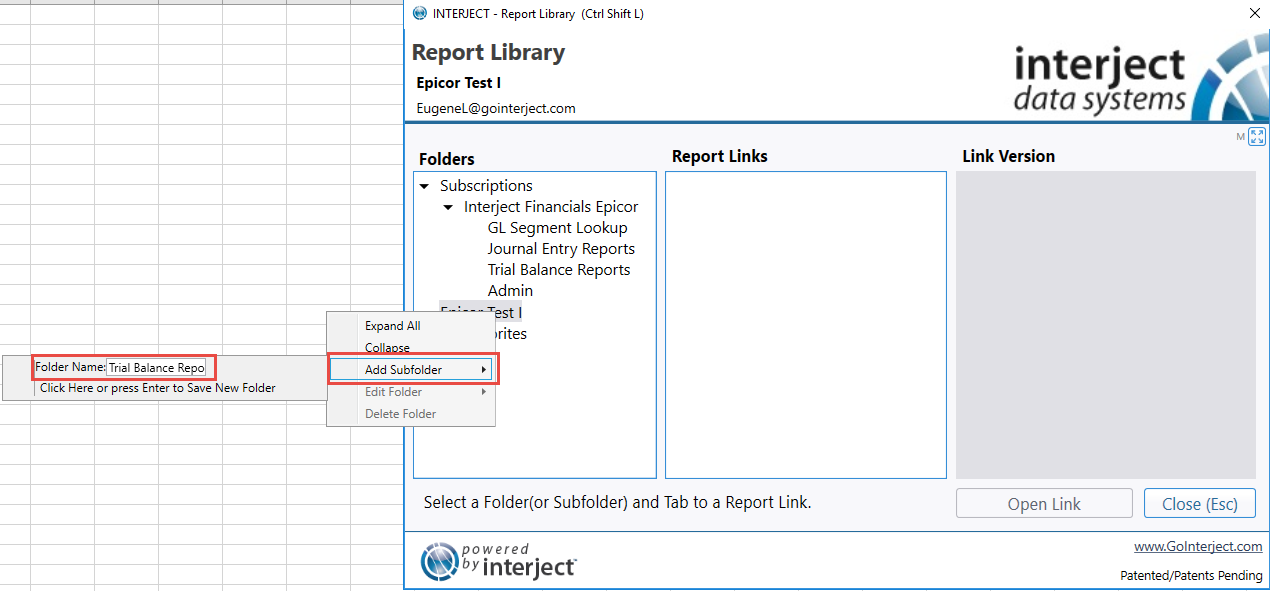 INTERJECT - Report Library (Ctrl Shift L)
Report Library
Epicor Test I
EugeneL@gointerject.com
interject
data systems
M
Folders
Report Links
Link Version
Subscriptions
Interject Financials Epicor
GL Segment Lookup
Journal Entry Reports
Trial Balance Reports
Admin
Epicor Test I
orites
Expand All
Collapse
Add Subfolder
Edit Folder
Delete Folder
Folder Name: Trial Balance Repo
Click Here or press Enter to Save New Folder
Select a Folder(or Subfolder) and Tab to a Report Link.
Open Link
Close (Esc)
powered
by interject
www.GoInterject.com
Patented/Patents Pending